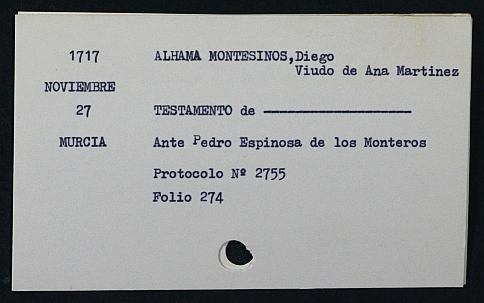 1717 ALHAMA MONTESINOS,Diego
Viudo de Ana Martinez
NOVIEMBRE
27 TESTAMENTO de
MURCIA Ante Pedro Espinosa de los Monteros
Protocolo Nº 2755
Folio 274